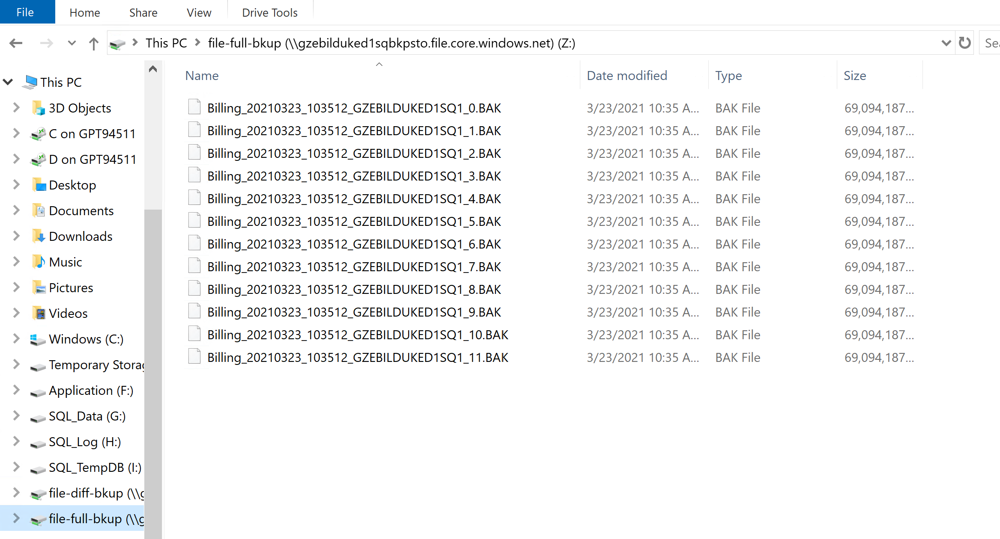 File Home Share View Drive Tools
This PC file-full-bkup (\\gzebilduked1sqbkpsto.file.core.windows.net) (Z:) Sea
This PC
3D Objects
C on GPT94511
D on GPT94511
Desktop
Documents
Downloads
Music
Pictures
Videos
Windows (C:)
Temporary Storag
Application (F:)
SQL_Data (G:)
SQL_Log (H:)
SQL_TempDB (I:)
file-diff-bkup (\\g
file-full-bkup (\\g
Name Date modified Type Size
Billing_20210323_103512_GZEBILDUKED1SQ1_0.BAK 3/23/2021 10:35 A... BAK File 69,094,187...
Billing_20210323_103512_GZEBILDUKED1SQ1_1.BAK 3/23/2021 10:35 A... BAK File 69,094,187...
Billing_20210323_103512_GZEBILDUKED1SQ1_2.BAK 3/23/2021 10:35 A... BAK File 69,094,187...
Billing_20210323_103512_GZEBILDUKED1SQ1_3.BAK 3/23/2021 10:35 A... BAK File 69,094,187...
Billing_20210323_103512_GZEBILDUKED1SQ1_4.BAK 3/23/2021 10:35 A... BAK File 69,094,187...
Billing_20210323_103512_GZEBILDUKED1SQ1_5.BAK 3/23/2021 10:35 A... BAK File 69,094,187...
Billing_20210323_103512_GZEBILDUKED1SQ1_6.BAK 3/23/2021 10:35 A... BAK File 69,094,187...
Billing_20210323_103512_GZEBILDUKED1SQ1_7.BAK 3/23/2021 10:35 A... BAK File 69,094,187...
Billing_20210323_103512_GZEBILDUKED1SQ1_8.BAK 3/23/2021 10:35 A... BAK File 69,094,187...
Billing_20210323_103512_GZEBILDUKED1SQ1_9.BAK 3/23/2021 10:35 A... BAK File 69,094,187...
Billing_20210323_103512_GZEBILDUKED1SQ1_10.BAK 3/23/2021 10:35 A... BAK File 69,094,187...
Billing_20210323_103512_GZEBILDUKED1SQ1_11.BAK 3/23/2021 10:35 A... BAK File 69,094,187...